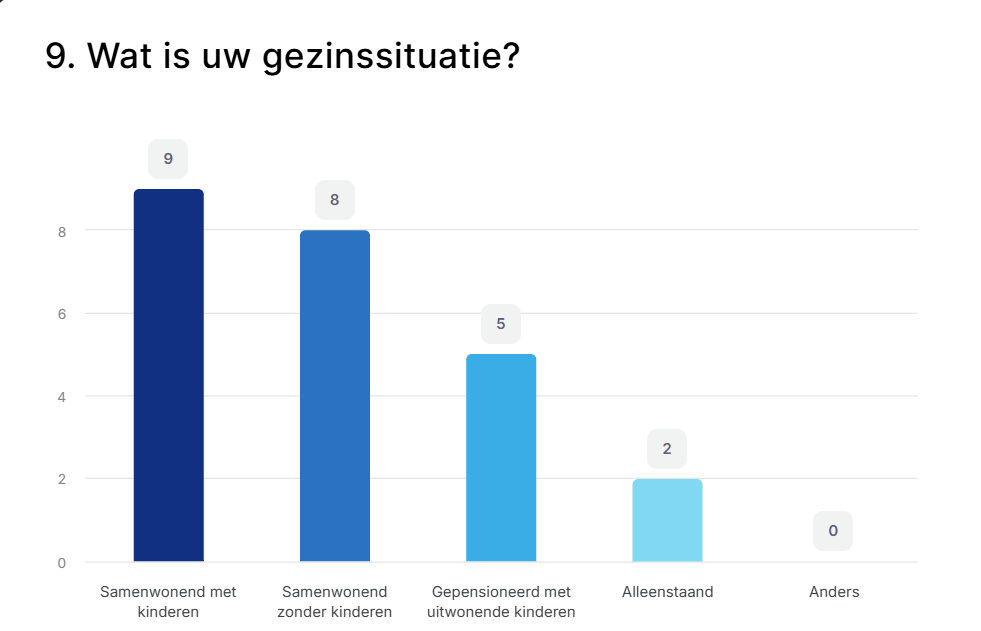 9. Wat is uw gezinssituatie?
9
8
5
2
0
8
6
4
2
0
Samenwonend met
kinderen
Samenwonend
zonder kinderen
Gepensioneerd met
uitwonende kinderen
Alleenstaand
Anders